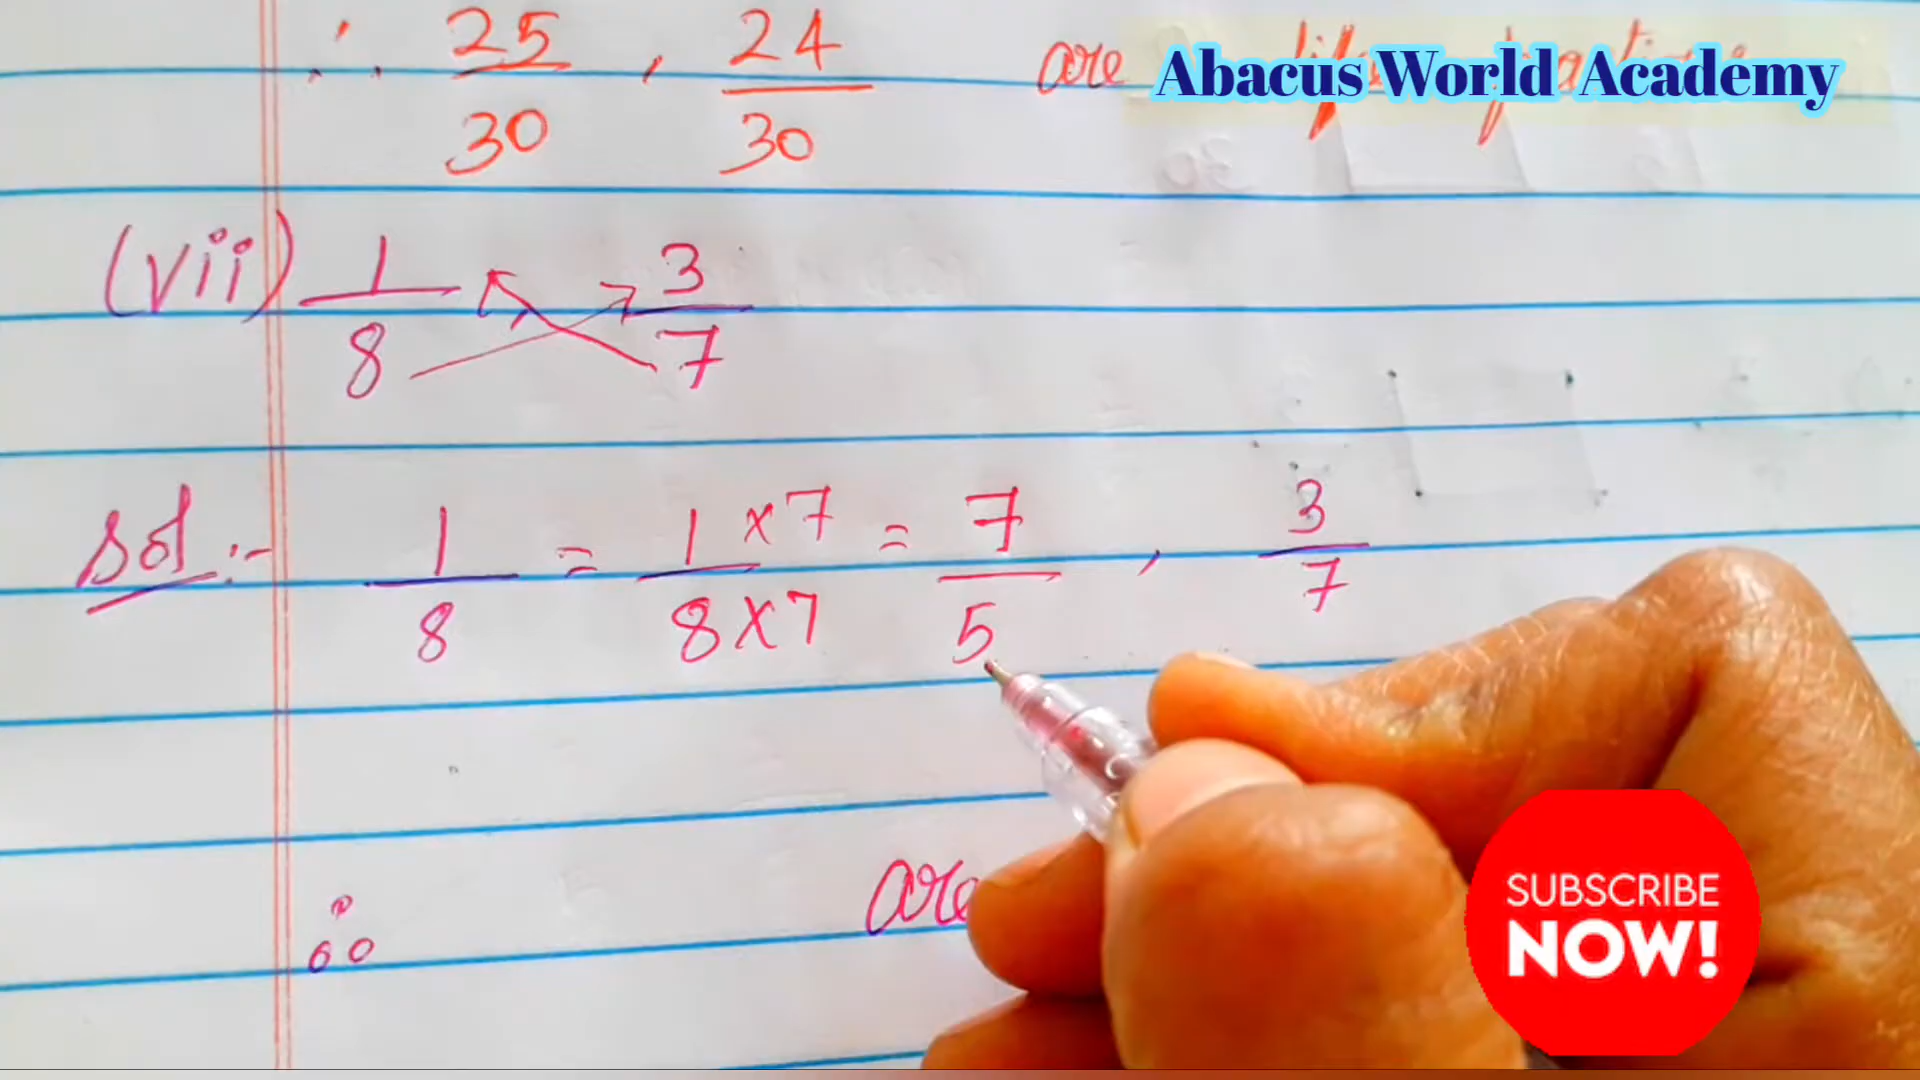 ∴ 25/30 , 24/30 are
Abacus World Academy
(vii) 1/8 3/7
Sol :- 1/8 = 1 x 7/8 x 7 = 7/5 , 3/7
∴ are
SUBSCRIBE
NOW!